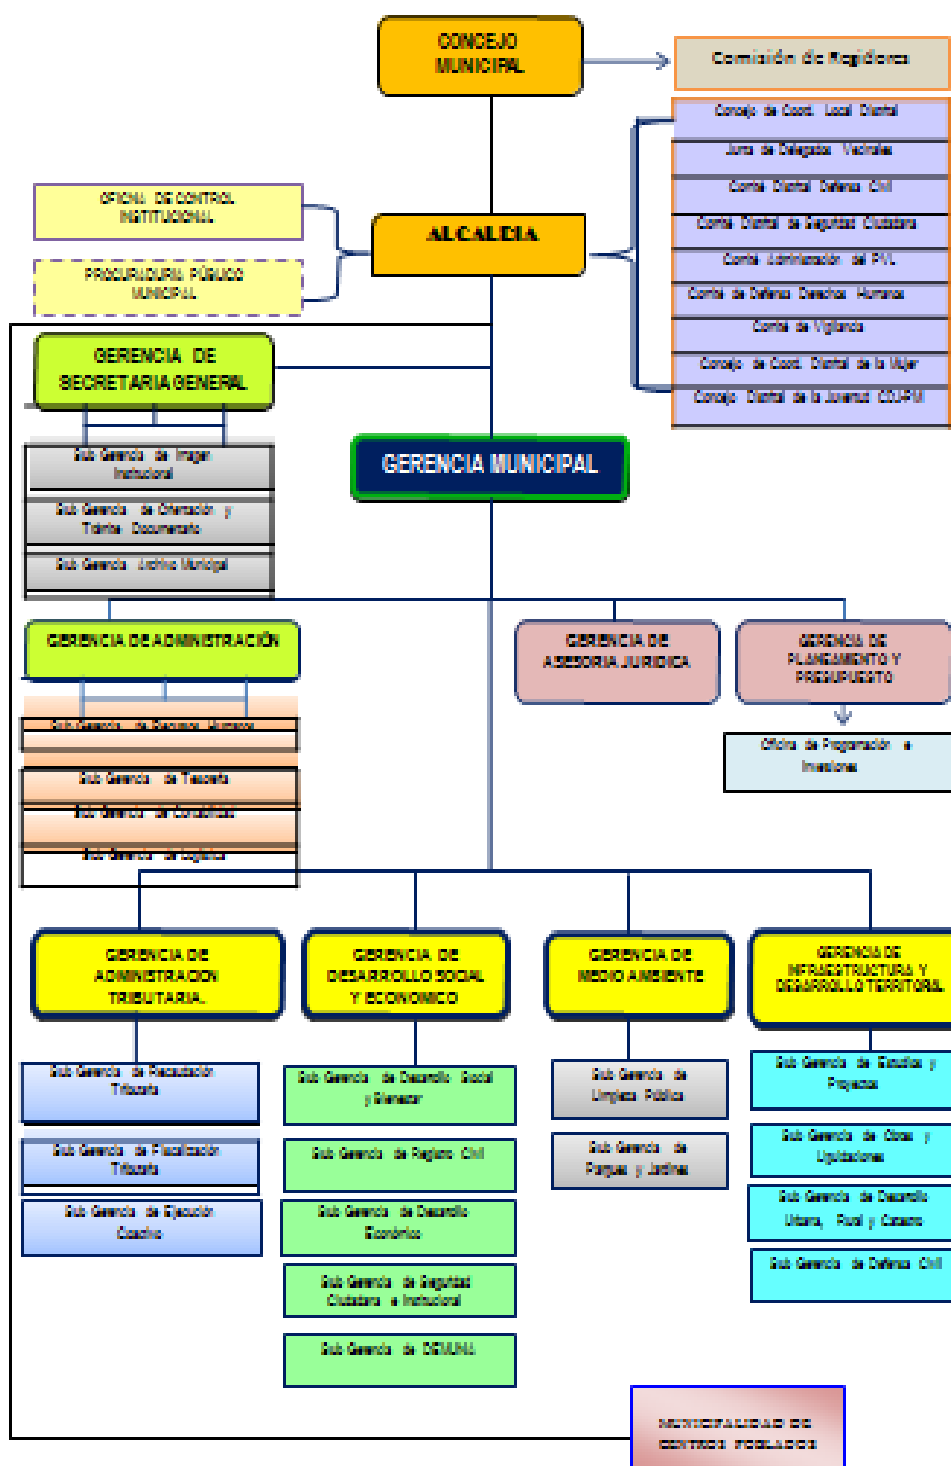 CONCEJO
MUNICIPAL
Comisión de Regidores
Concejo de Coord. Local Distrital
Junta de Delegados Vecinales
Comité Distrital Defensa Civil
Comité Distrital de Seguridad Ciudadana
Comité Administración del PVL
Comité de Defensa Derechos Humanos
Comité de Vigilancia
Concejo de Coord. Distrital de la Mujer
Concejo Distrital de la Juventud
OFICINA DE CONTROL
INSTITUCIONAL
ALCALDIA
PROCURADURIA PÚBLICO
MUNICIPAL
GERENCIA DE
SECRETARIA GENERAL
Sub Gerencia de Imagen
Institucional
Sub Gerencia de Orientación y
Trámite Documentario
Sub Gerencia Archivo Municipal
GERENCIA MUNICIPAL
GERENCIA DE ADMINISTRACIÓN
Sub Gerencia de Recursos Humanos
Sub Gerencia de Tesorería
Sub Gerencia de Contabilidad
Sub Gerencia de Logística
GERENCIA DE
ASESORIA JURIDICA
GERENCIA DE
PLANEAMIENTO Y
PRESUPUESTO
Oficina de Programación e
Inversiones
GERENCIA DE
ADMINISTRACION
TRIBUTARIA.
Sub Gerencia de Recaudación
Tributaria
Sub Gerencia de Fiscalización
Tributaria
Sub Gerencia de Ejecución
Coactivo
GERENCIA DE
DESARROLLO SOCIAL
Y ECONOMICO
Sub Gerencia de Desarrollo Social
y Bienestar
Sub Gerencia de Registro Civil
Sub Gerencia de Desarrollo
Económico
Sub Gerencia de Seguridad
Ciudadana e Institucional
Sub Gerencia de DEMUNA
GERENCIA DE
MEDIO AMBIENTE
Sub Gerencia de
Limpieza Pública
Sub Gerencia de
Parques y Jardines
GERENCIA DE
INFRAESTRUCTURA Y
DESARROLLO TERRITORIAL
Sub Gerencia de Estudios y
Proyectos
Sub Gerencia de Obras y
Liquidaciones
Sub Gerencia de Desarrollo
Urbano, Rural y Catastro
Sub Gerencia de Defensa Civil
MUNICIPALIDAD DE
CENTROS POBLADOS